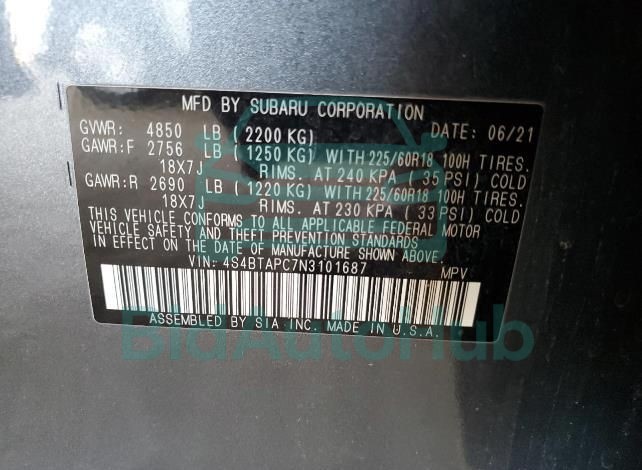 MFD BY SUBARU CORPORATION
GVWR: 4850 LB (2200 KG) DATE: 06/21
GAWR:F 2756 LB (1250 KG) WITH 225/60R18 100H TIRES.
18X7J RIMS. AT 240 KPA (35 PSI) COLD
GAWR:R 2690 LB (1220 KG) WITH 225/60R18 100H TIRES.
18X7J RIMS. AT 230 KPA (33 PSI) COLD
THIS VEHICLE CONFORMS TO ALL APPLICABLE FEDERAL MOTOR
VEHICLE SAFETY AND THEFT PREVENTION STANDARDS
IN EFFECT ON THE DATE OF MANUFACTURE SHOWN ABOVE.
VIN: 4S4BTAPC7N3101687 MPV
ASSEMBLED BY SIA INC. MADE IN U.S.A.
BidAutoHub